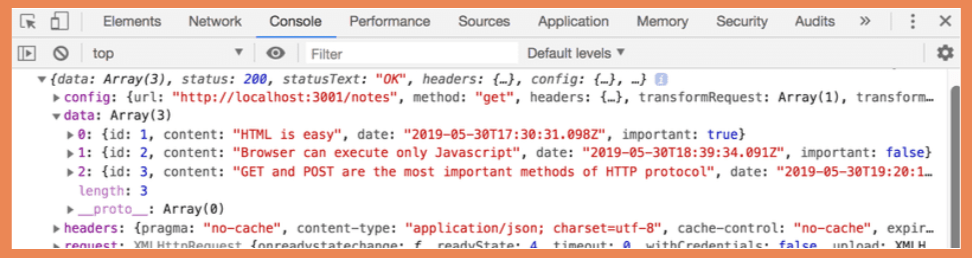 Elements Network Console Performance Sources Application Memory Security Audits »
top ▼ Filter Default levels ▼
▼{data: Array(3), status: 200, statusText: "OK", headers: {…}, config: {…}, …} i
▶config: {url: "http://localhost:3001/notes", method: "get", headers: {…}, transformRequest: Array(1), transform…
▼data: Array(3)
▶0: {id: 1, content: "HTML is easy", date: "2019-05-30T17:30:31.098Z", important: true}
▶1: {id: 2, content: "Browser can execute only Javascript", date: "2019-05-30T18:39:34.091Z", important: false}
▶2: {id: 3, content: "GET and POST are the most important methods of HTTP protocol", date: "2019-05-30T19:20:1…
length: 3
▶__proto__: Array(0)
▶headers: {pragma: "no-cache", content-type: "application/json; charset=utf-8", cache-control: "no-cache", expir…
▶request: XMLHttpRequest {onreadystatechange: f, readyState: 4, timeout: 0, withCredentials: false, upload: XMLH…